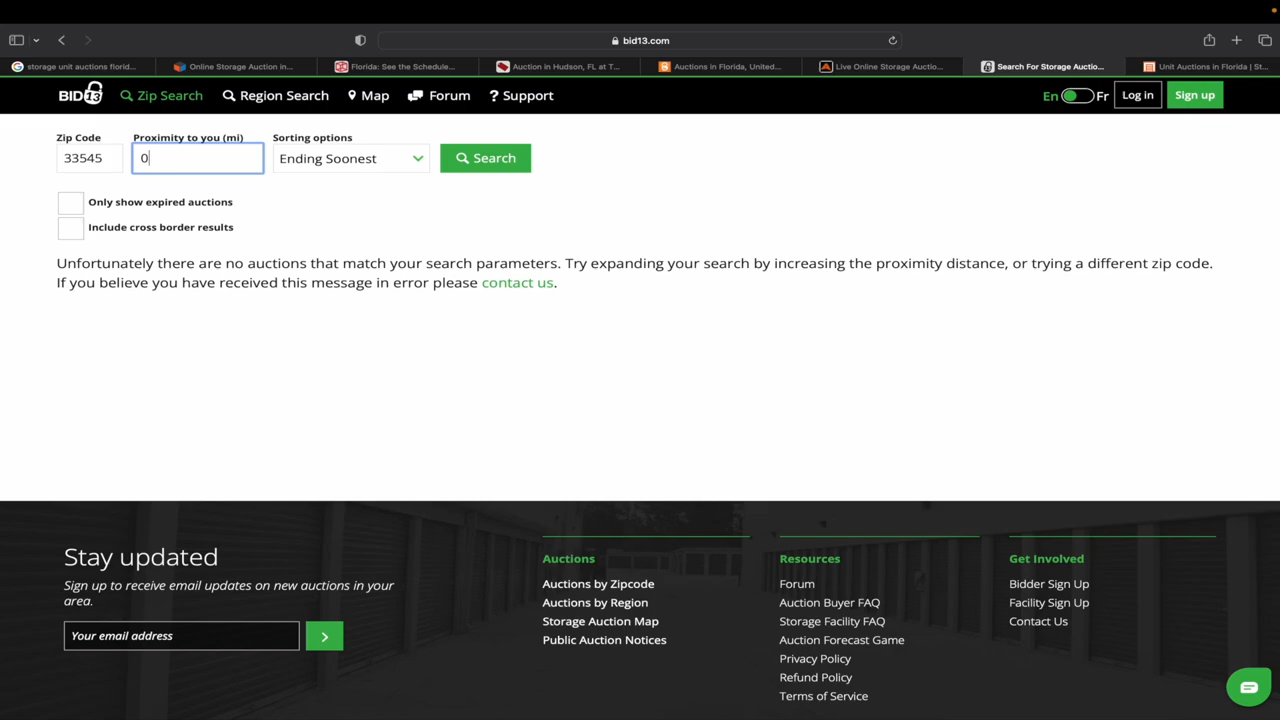 bid13.com
storage unit auctions florid...
Online Storage Auction in...
Florida: See the Schedule...
Auction in Hudson, FL at T...
Auctions in Florida, United...
Live Online Storage Auctio...
Search For Storage Auctio...
Unit Auctions in Florida | St...
BID13
Zip Search
Region Search
Map
Forum
? Support
En
Fr
Log in
Sign up
Zip Code
Proximity to you (mi)
Sorting options
33545
0
Ending Soonest
Search
Only show expired auctions
Include cross border results
Unfortunately there are no auctions that match your search parameters. Try expanding your search by increasing the proximity distance, or trying a different zip code.
If you believe you have received this message in error please contact us.
Stay updated
Sign up to receive email updates on new auctions in your
area.
Your email address
Auctions
Auctions by Zipcode
Auctions by Region
Storage Auction Map
Public Auction Notices
Resources
Forum
Auction Buyer FAQ
Storage Facility FAQ
Auction Forecast Game
Privacy Policy
Refund Policy
Terms of Service
Get Involved
Bidder Sign Up
Facility Sign Up
Contact Us